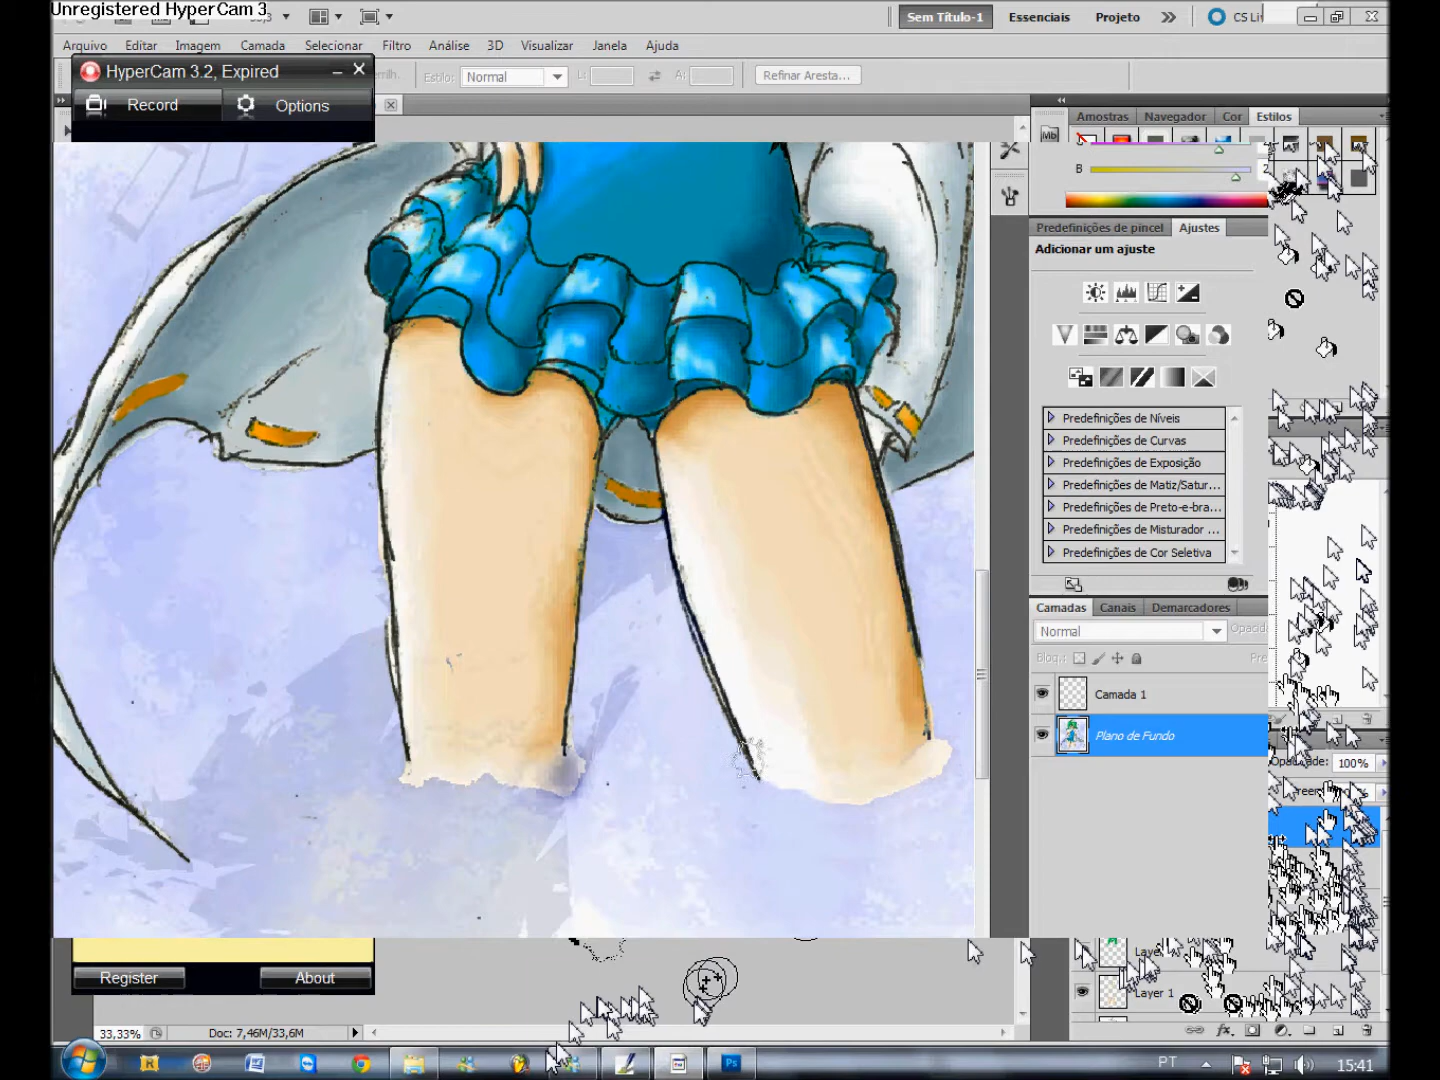 Unregistered HyperCam 3
Sem Título-1
Essenciais
Projeto
CS Li
Arquivo
Editar
Imagem
Camada
Selecionar
Filtro
Análise
3D
Visualizar
Janela
Ajuda
HyperCam 3.2, Expired
Record
Options
Estilo:
Normal
L:
A:
Refinar Aresta...
Amostras
Navegador
Cor
Estilos
Mb
B
2
Predefinições de pincel
Ajustes
Adicionar um ajuste
Predefinições de Níveis
Predefinições de Curvas
Predefinições de Exposição
Predefinições de Matiz/Satur...
Predefinições de Preto-e-bra...
Predefinições de Misturador ...
Predefinições de Cor Seletiva
Camadas
Canais
Demarcadores
Normal
Opacida
Bloq.:
Pre
Camada 1
Plano de Fundo
100%
Register
About
Layer 1
33,33%
Doc: 7,46M/33,6M
PT
15:41